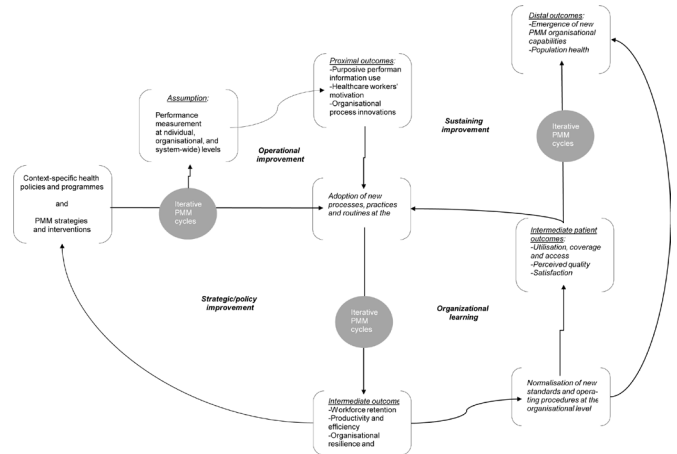 Distal outcomes:
-Emergence of new
PMM organisational
capabilities
-Population health
Proximal outcomes:
-Purposive performan
information use
-Healthcare workers'
motivation
-Organisational
process innovations
Assumption:
Performance
measurement
at ndividual,
organisational, and
system-wide) levels
Sustaining
improvement
Operational
improvement
Iterative
PMM
cycles
Context-specific health
policies and programmes
and
PMM strategies
and interventions
Iterative
PMM
cycles
Adoption of new
processes, practices
and routines at the
Intermediate patient
outcomes:
-Utilisation, coverage
and access
-Perceived quality
-Satisfaction
Strategic/policy
improvement
Iterative
PMM
cycles
Organizational
learning
Intermediate outcome
-Workforce retention
-Productivity and
efficiency
-Organisational
resilience and
Normalisation of new
standards and opera-
ting procedures at the
organisational level